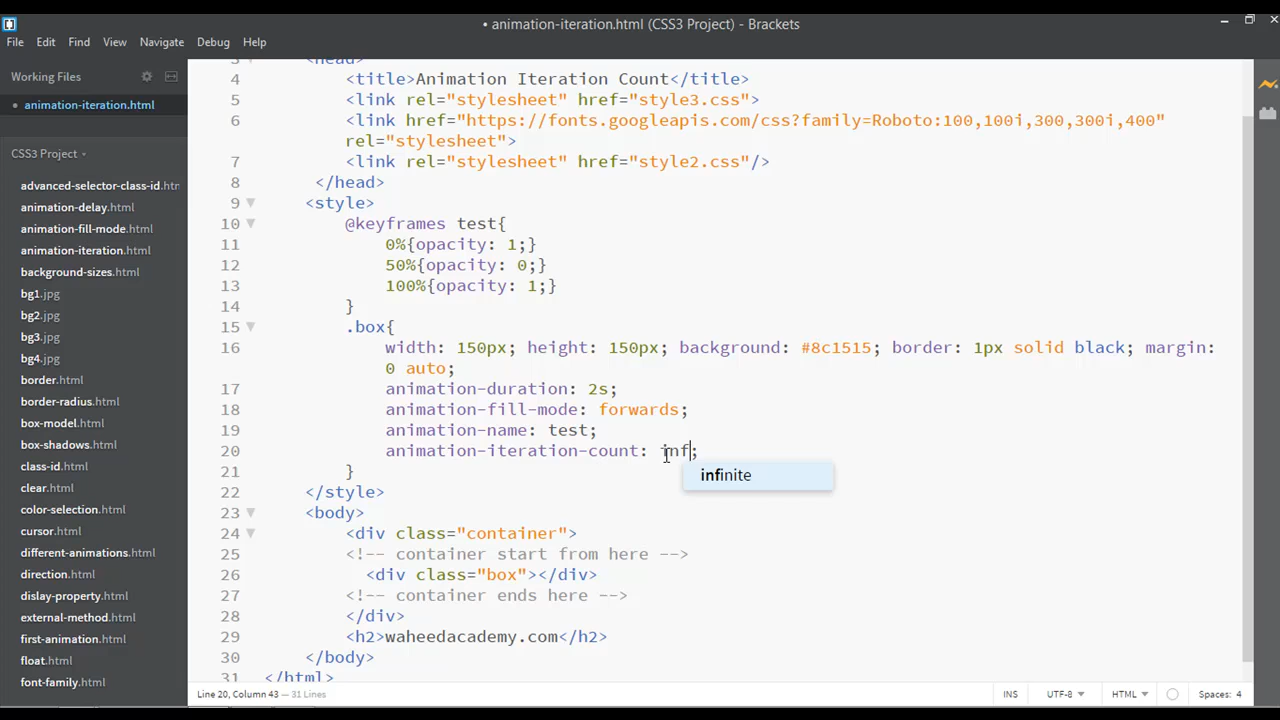 • animation-iteration.html (CSS3 Project) - Brackets
File Edit Find View Navigate Debug Help
Working Files
• animation-iteration.html
CSS3 Project
advanced-selector-class-id.htm
animation-delay.html
animation-fill-mode.html
animation-iteration.html
background-sizes.html
bg1.jpg
bg2.jpg
bg3.jpg
bg4.jpg
border.html
border-radius.html
box-model.html
box-shadows.html
class-id.html
clear.html
color-selection.html
cursor.html
different-animations.html
direction.html
dislay-property.html
external-method.html
first-animation.html
float.html
font-family.html
3 <head>
4 <title>Animation Iteration Count</title>
5 <link rel="stylesheet" href="style3.css">
6 <link href="https://fonts.googleapis.com/css?family=Roboto:100,100i,300,300i,400"
rel="stylesheet">
7 <link rel="stylesheet" href="style2.css"/>
8 </head>
9 <style>
10 @keyframes test{
11 0%{opacity: 1;}
12 50%{opacity: 0;}
13 100%{opacity: 1;}
14 }
15 .box{
16 width: 150px; height: 150px; background: #8c1515; border: 1px solid black; margin:
0 auto;
17 animation-duration: 2s;
18 animation-fill-mode: forwards;
19 animation-name: test;
20 animation-iteration-count: inf;
infinite
21 }
22 </style>
23 <body>
24 <div class="container">
25 <!-- container start from here -->
26 <div class="box"></div>
27 <!-- container ends here -->
28 </div>
29 <h2>waheedacademy.com</h2>
30 </body>
31 </html>
Line 20, Column 43 — 31 Lines
INS UTF-8 HTML Spaces: 4